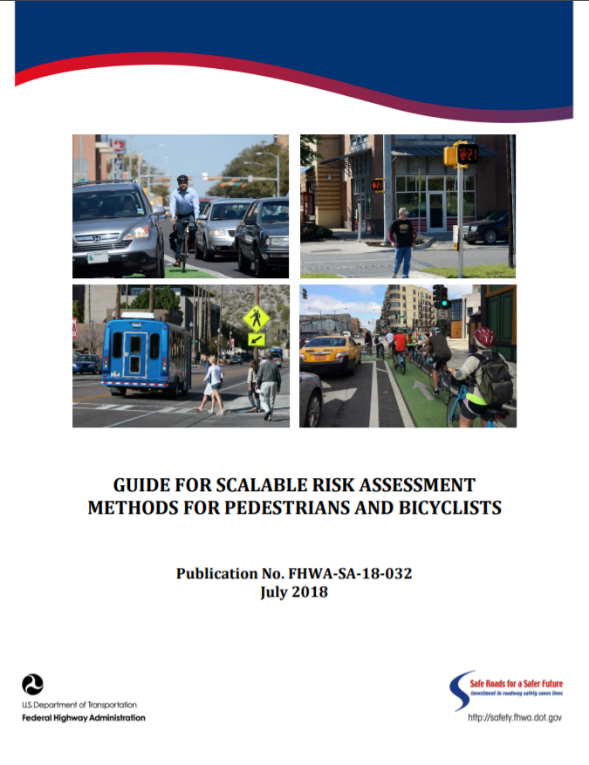 GUIDE FOR SCALABLE RISK ASSESSMENT
METHODS FOR PEDESTRIANS AND BICYCLISTS
Publication No. FHWA-SA-18-032
July 2018
U.S. Department of Transportation
Federal Highway Administration
Safe Roads for a Safer Future
Investment in roadway safety saves lives
http://safety.fhwa.dot.gov